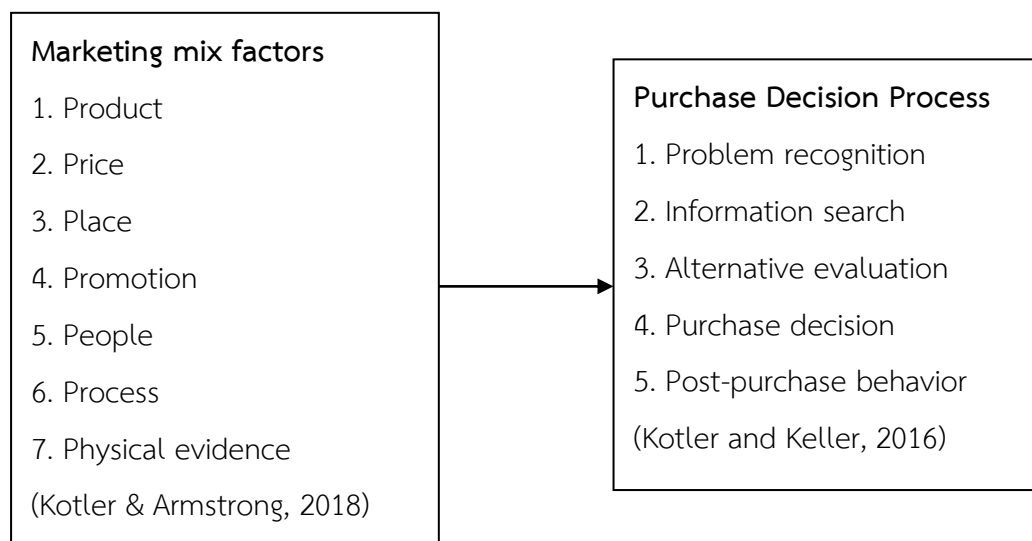 Marketing mix factors
1. Product
2. Price
3. Place
4. Promotion
5. People
6. Process
7. Physical evidence
(Kotler & Armstrong, 2018)
Purchase Decision Process
1. Problem recognition
2. Information search
3. Alternative evaluation
4. Purchase decision
5. Post-purchase behavior
(Kotler and Keller, 2016)